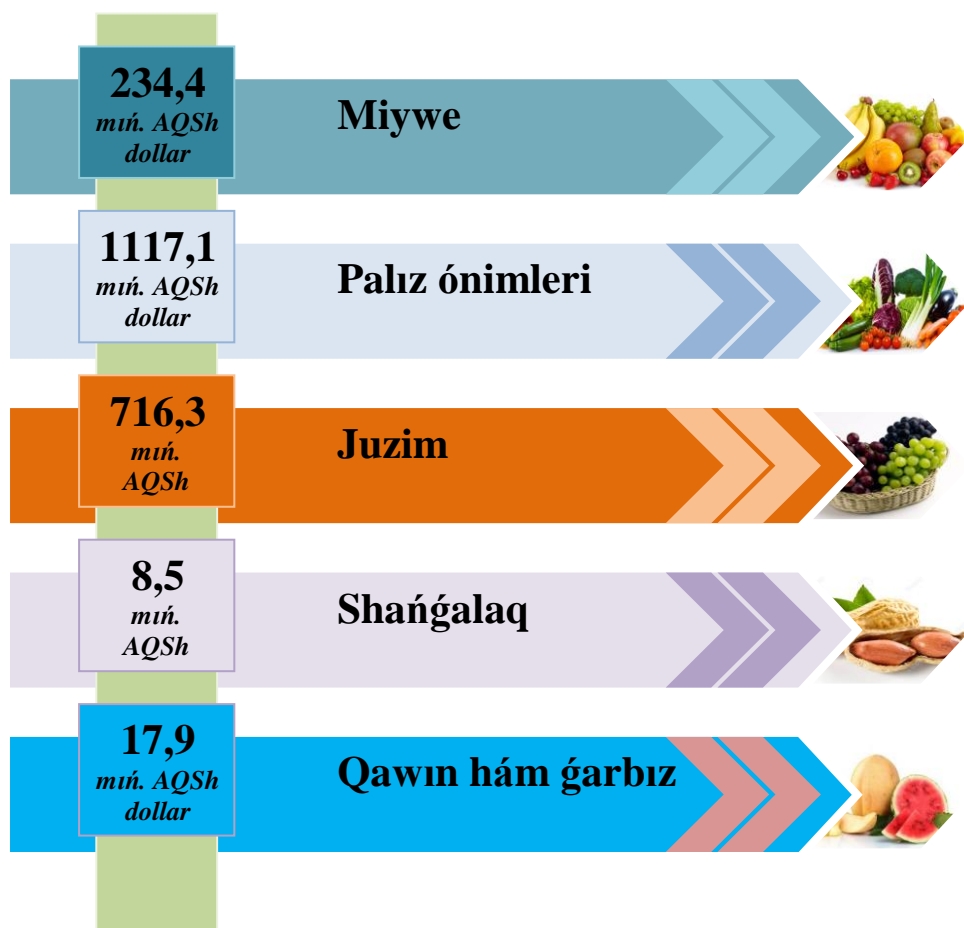 234,4
mıń. AQSh
dollar
Miywe
1117,1
mıń. AQSh
dollar
Palız ónimleri
716,3
mıń.
AQSh
Juzim
8,5
mıń.
AQSh
Shańǵalaq
17,9
mıń. AQSh
dollar
Qawın hám ǵarbız